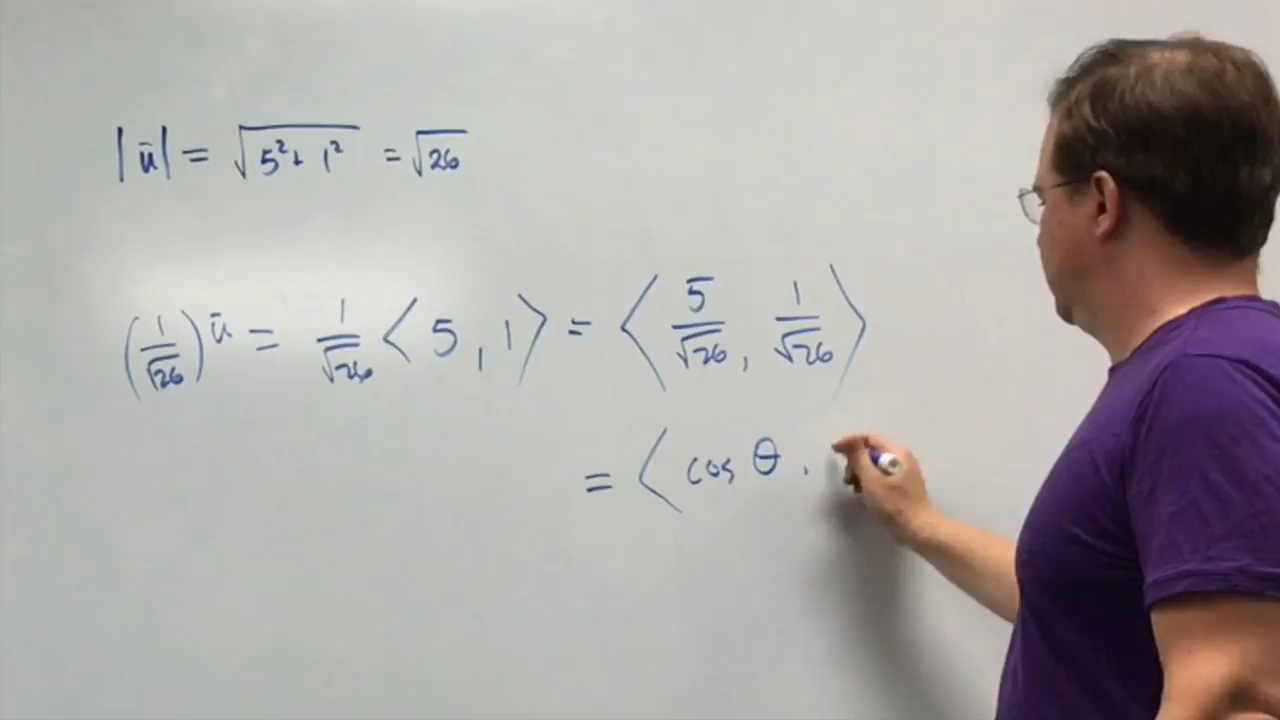 |ū| = √(5² + 1²) = √26
(1/√26) ū = 1/√26 ⟨5, 1⟩ = ⟨5/√26, 1/√26⟩
= ⟨cos θ,